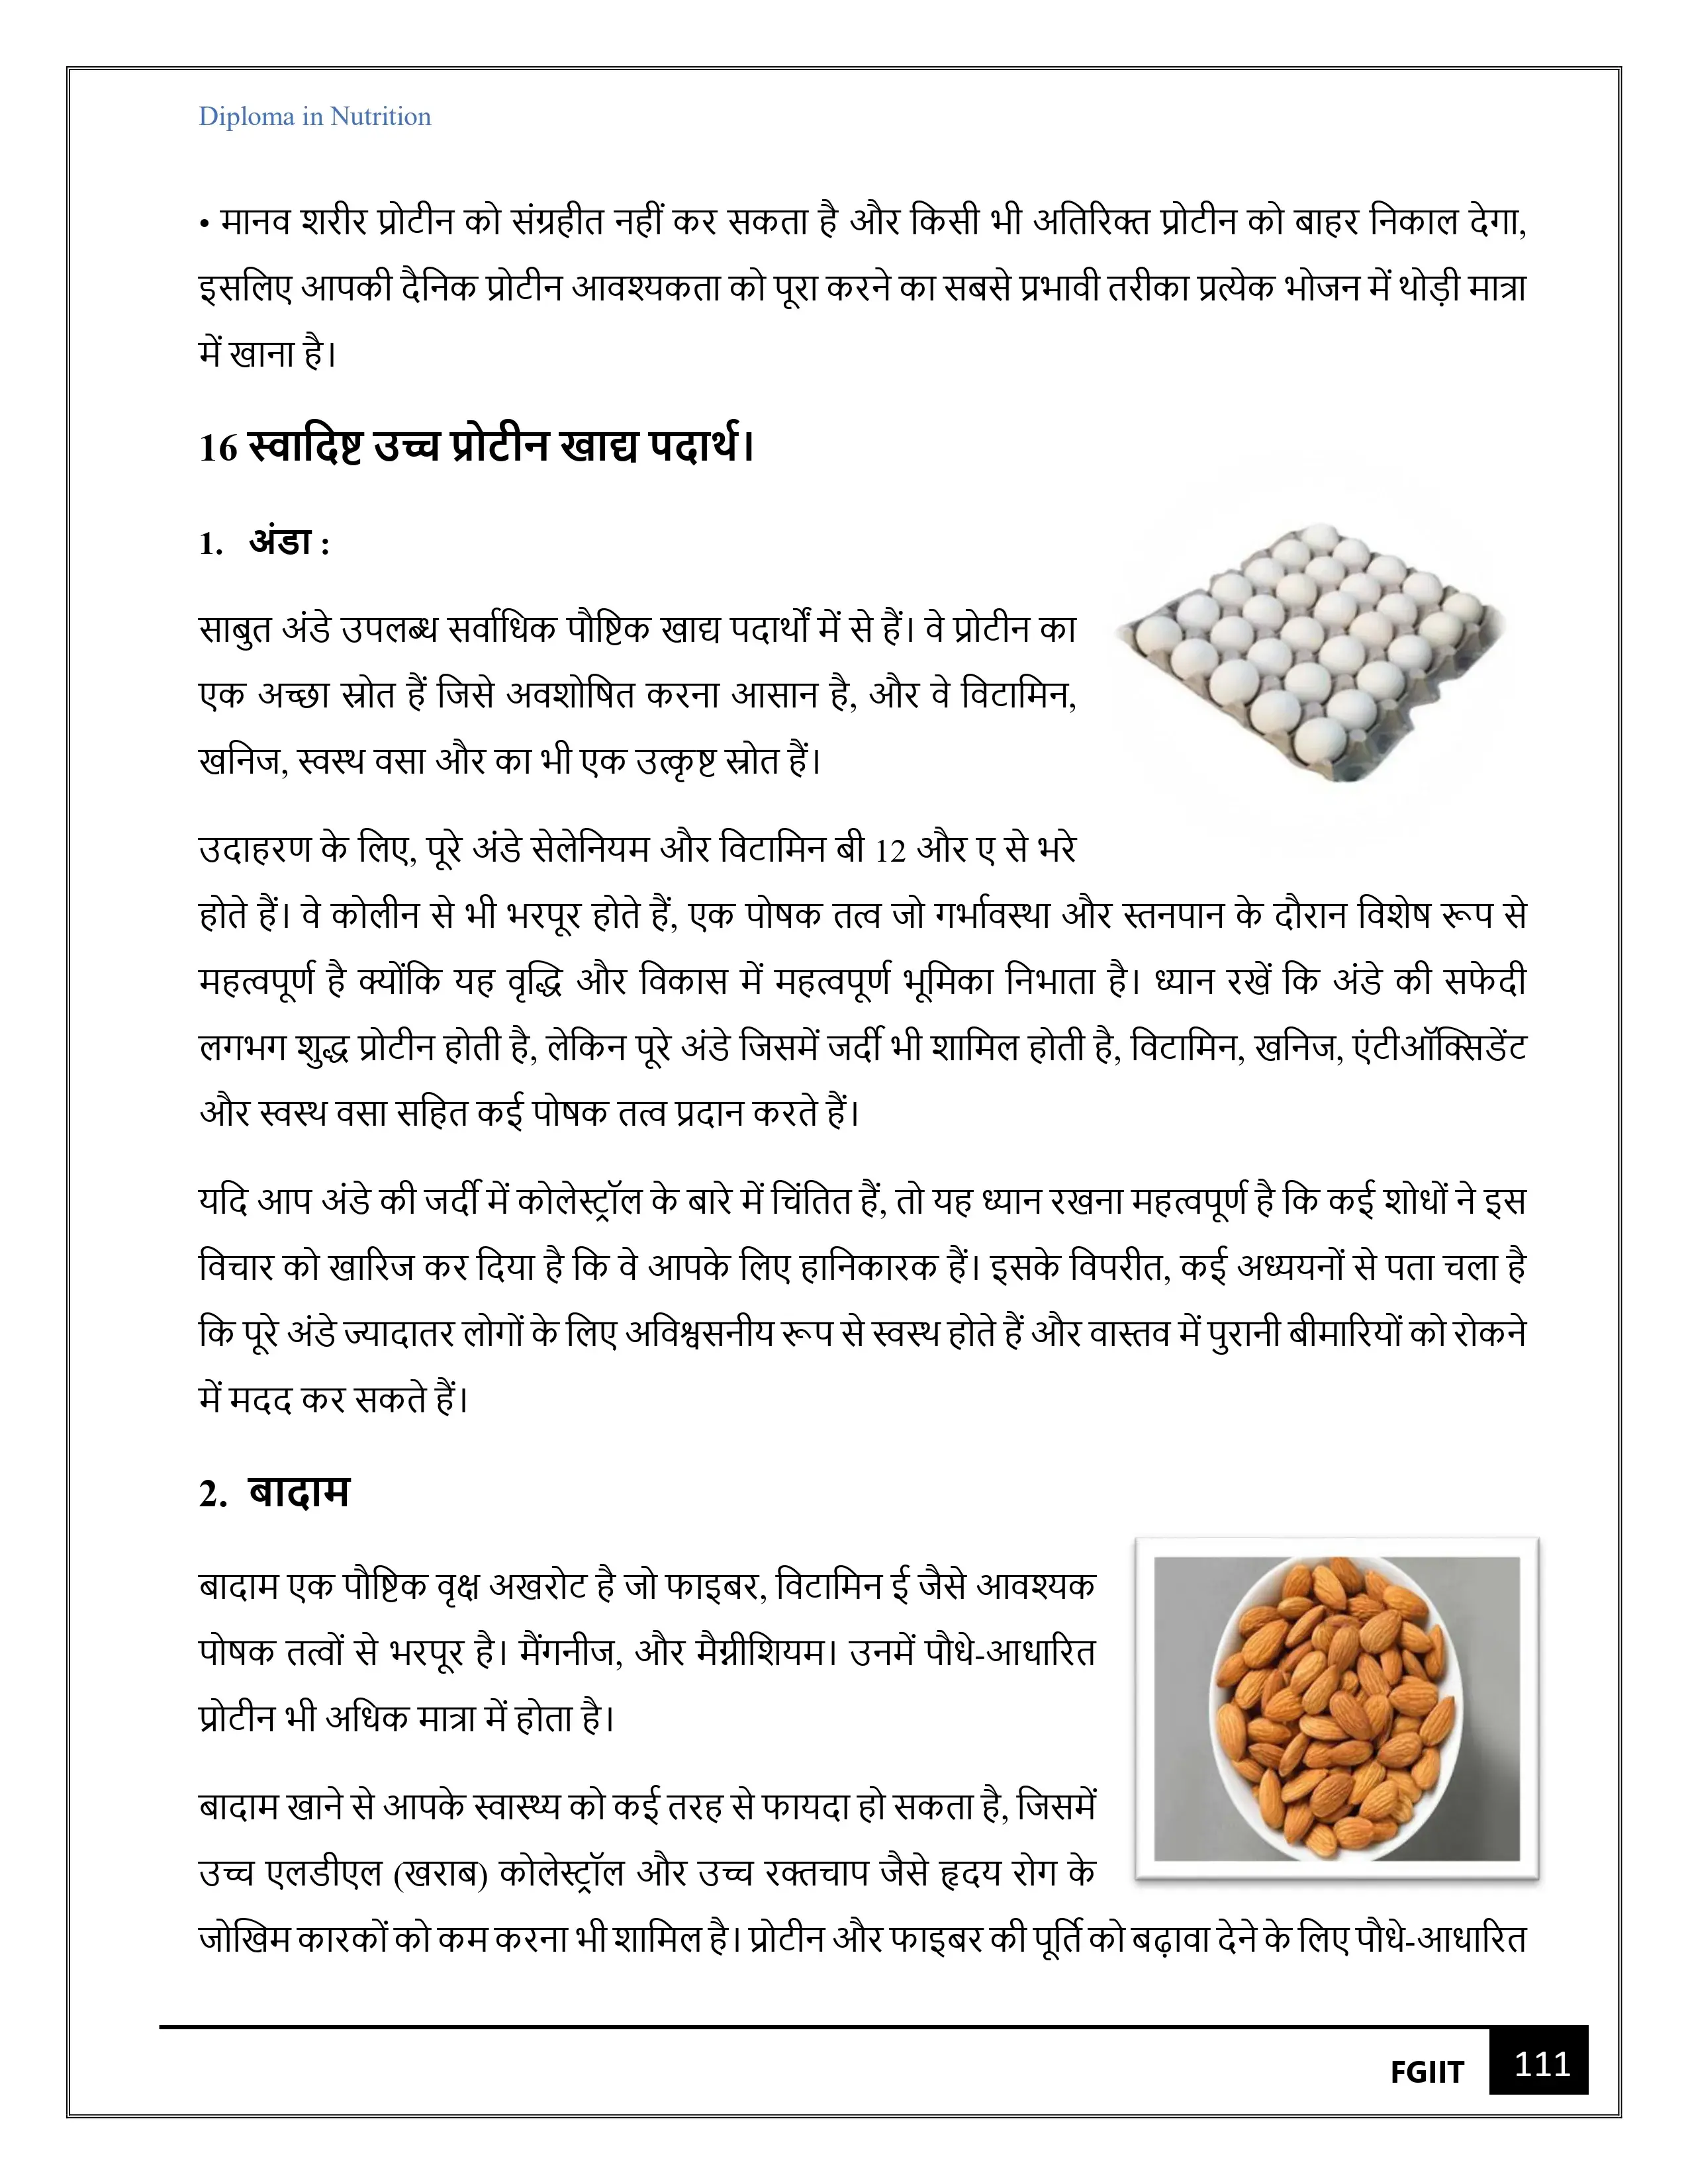 Diploma in Nutrition
• मानव शरीर प्रोटीन को संग्रहीत नहीं कर सकता है और किसी भी अतिरिक्त प्रोटीन को बाहर निकाल देगा,
इसलिए आपकी दैनिक प्रोटीन आवश्यकता को पूरा करने का सबसे प्रभावी तरीका प्रत्येक भोजन में थोड़ी मात्रा
में खाना है।
16 स्वादिष्ट उच्च प्रोटीन खाद्य पदार्थ।
1. अंडा :
साबुत अंडे उपलब्ध सर्वाधिक पौष्टिक खाद्य पदार्थों में से हैं। वे प्रोटीन का
एक अच्छा स्रोत हैं जिसे अवशोषित करना आसान है, और वे विटामिन,
खनिज, स्वस्थ वसा और का भी एक उत्कृष्ट स्रोत हैं।
उदाहरण के लिए, पूरे अंडे सेलेनियम और विटामिन बी 12 और ए से भरे
होते हैं। वे कोलीन से भी भरपूर होते हैं, एक पोषक तत्व जो गर्भावस्था और स्तनपान के दौरान विशेष रूप से
महत्वपूर्ण है क्योंकि यह वृद्धि और विकास में महत्वपूर्ण भूमिका निभाता है। ध्यान रखें कि अंडे की सफेदी
लगभग शुद्ध प्रोटीन होती है, लेकिन पूरे अंडे जिसमें जर्दी भी शामिल होती है, विटामिन, खनिज, एंटीऑक्सिडेंट
और स्वस्थ वसा सहित कई पोषक तत्व प्रदान करते हैं।
यदि आप अंडे की जर्दी में कोलेस्ट्रॉल के बारे में चिंतित हैं, तो यह ध्यान रखना महत्वपूर्ण है कि कई शोधों ने इस
विचार को खारिज कर दिया है कि वे आपके लिए हानिकारक हैं। इसके विपरीत, कई अध्ययनों से पता चला है
कि पूरे अंडे ज्यादातर लोगों के लिए अविश्वसनीय रूप से स्वस्थ होते हैं और वास्तव में पुरानी बीमारियों को रोकने
में मदद कर सकते हैं।
2. बादाम
बादाम एक पौष्टिक वृक्ष अखरोट है जो फाइबर, विटामिन ई जैसे आवश्यक
पोषक तत्वों से भरपूर है। मैंगनीज, और मैग्नीशियम। उनमें पौधे-आधारित
प्रोटीन भी अधिक मात्रा में होता है।
बादाम खाने से आपके स्वास्थ्य को कई तरह से फायदा हो सकता है, जिसमें
उच्च एलडीएल (खराब) कोलेस्ट्रॉल और उच्च रक्तचाप जैसे हृदय रोग के
जोखिम कारकों को कम करना भी शामिल है। प्रोटीन और फाइबर की पूर्ति को बढ़ावा देने के लिए पौधे-आधारित
FGIIT 111